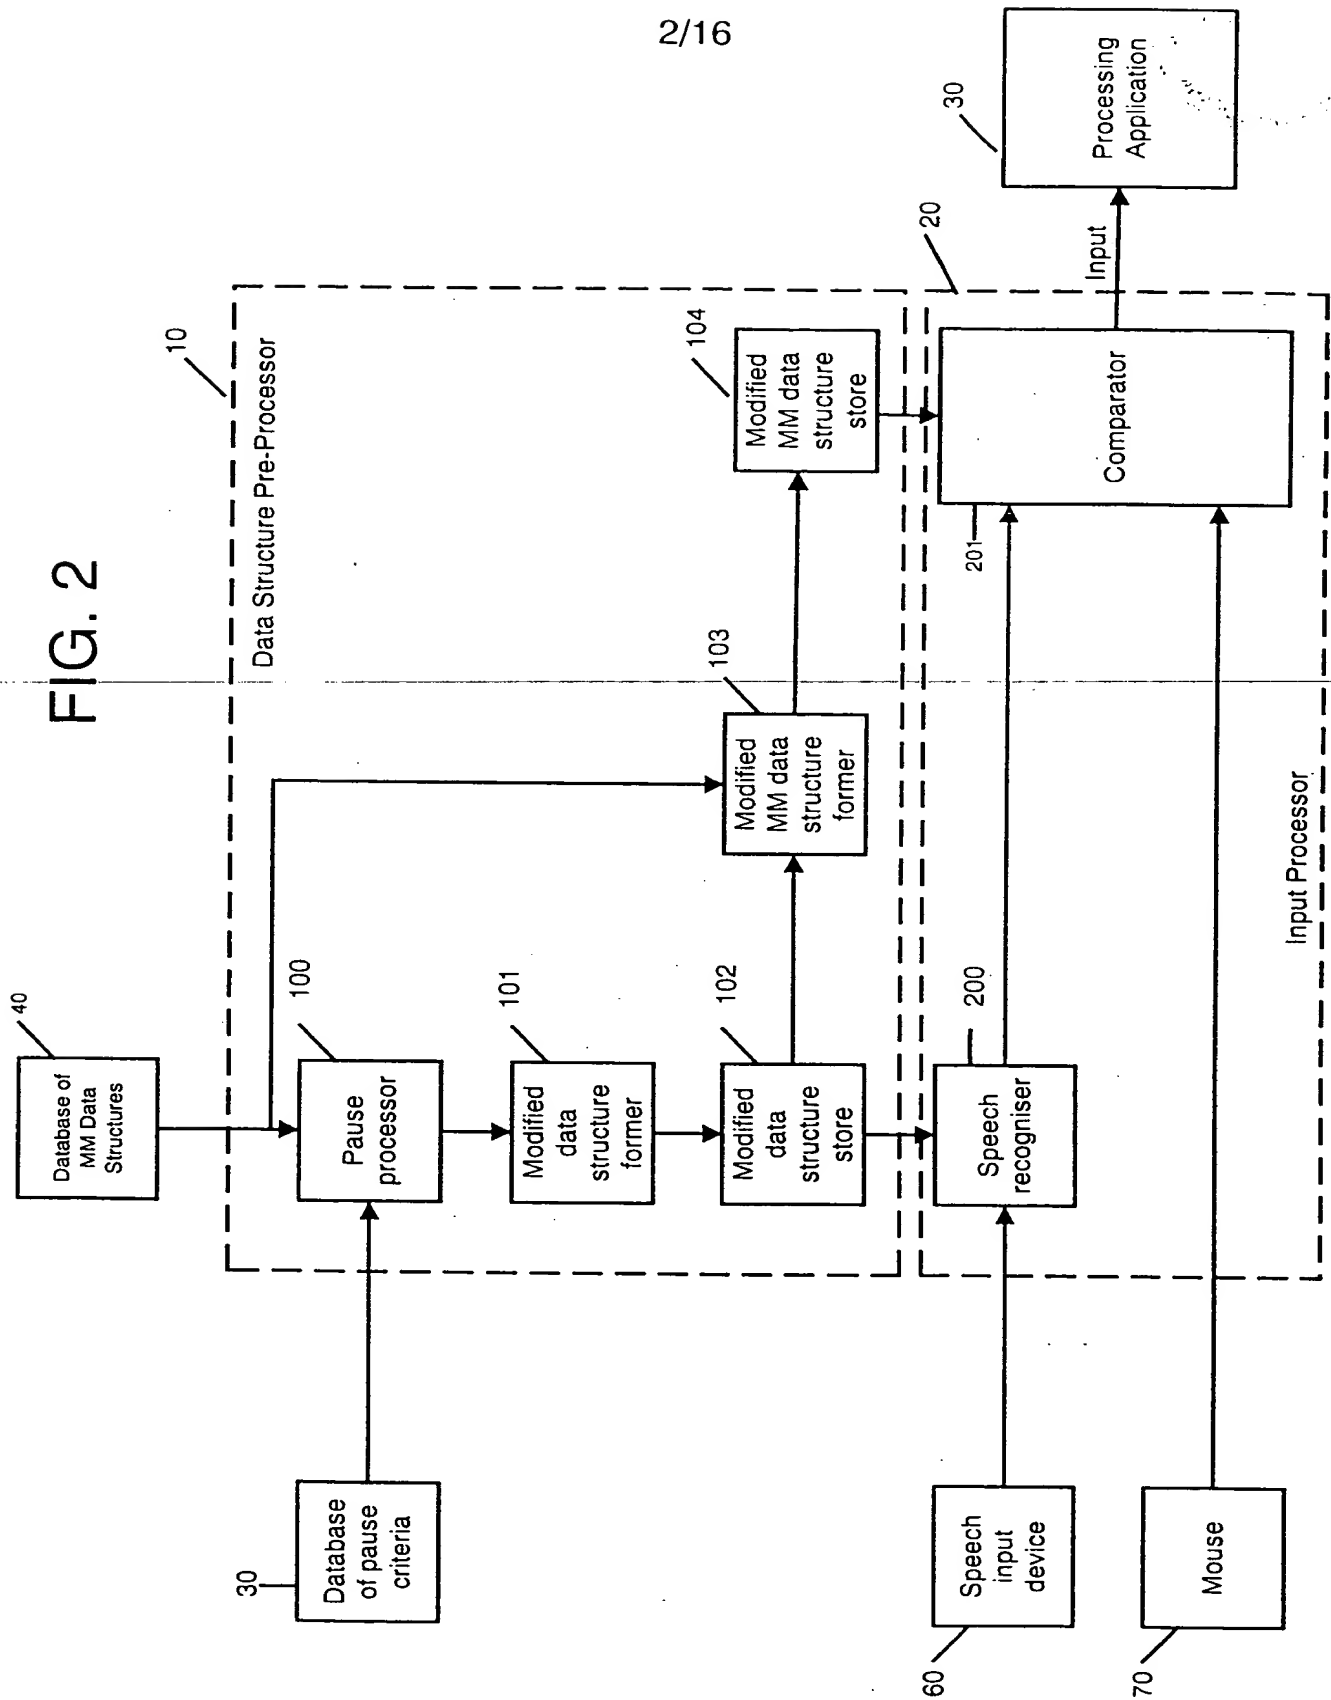 2/16
FIG. 2
40
Database of
MM Data
Structures
10
Data Structure Pre-Processor
30
Database
of pause
criteria
100
Pause
processor
101
Modified
data
structure
former
102
Modified
data
structure
store
103
Modified
MM data
structure
former
104
Modified
MM data
structure
store
20
60
Speech
input
device
200
Speech
recogniser
201
Comparator
70
Mouse
Input Processor
Input
30
Processing
Application